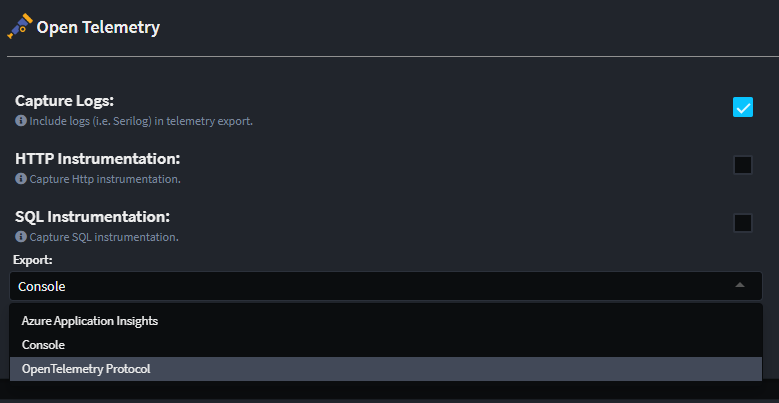 Open Telemetry
Capture Logs:
Include logs (i.e. Serilog) in telemetry export.
HTTP Instrumentation:
Capture Http instrumentation.
SQL Instrumentation:
Capture SQL instrumentation.
Export:
Console
Azure Application Insights
Console
OpenTelemetry Protocol